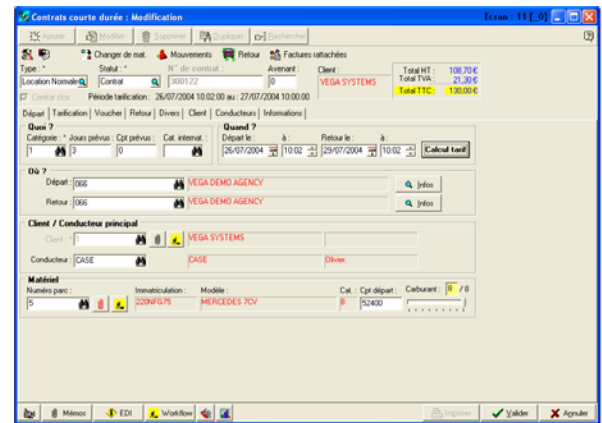 Contrats courte durée : Modification Ecran : 11 [_0]
Ajouter Modifier Supprimer Dupliquer Rechercher
Changer de mat. Mouvements Retour Factures rattachées
Type : * Statut : * N° de contrat : Avenant : Client : Total HT : 108,70 €
Location Normale Contrat 300122 0 VEGA SYSTEMS Total TVA : 21,30 €
Total TTC : 130,00 €
Contrat clos Période tarification : 26/07/2004 10:02:00 au : 27/07/2004 10:00:00
Départ Tarification Voucher Retour Divers Client Conducteurs Informations
Quoi ? Quand ?
Catégorie : * Jours prévus : Cpt prévus : Cat. internat. : Départ le : à : Retour le : à :
1 3 0 26/07/2004 10:02 29/07/2004 10:02 Calcul tarif
Où ?
Départ : 066 VEGA DEMO AGENCY Infos
Retour : 066 VEGA DEMO AGENCY Infos
Client / Conducteur principal
Client : * 1 VEGA SYSTEMS
Conducteur : CASE CASE Olivier
Matériel
Numéro parc : Immatriculation : Modèle : Cat. : Cpt départ : Carburant : 8 / 8
5 220NFG75 MERCEDES 7CV B 52400
Mémos EDI Workflow Imprimer Valider Annuler